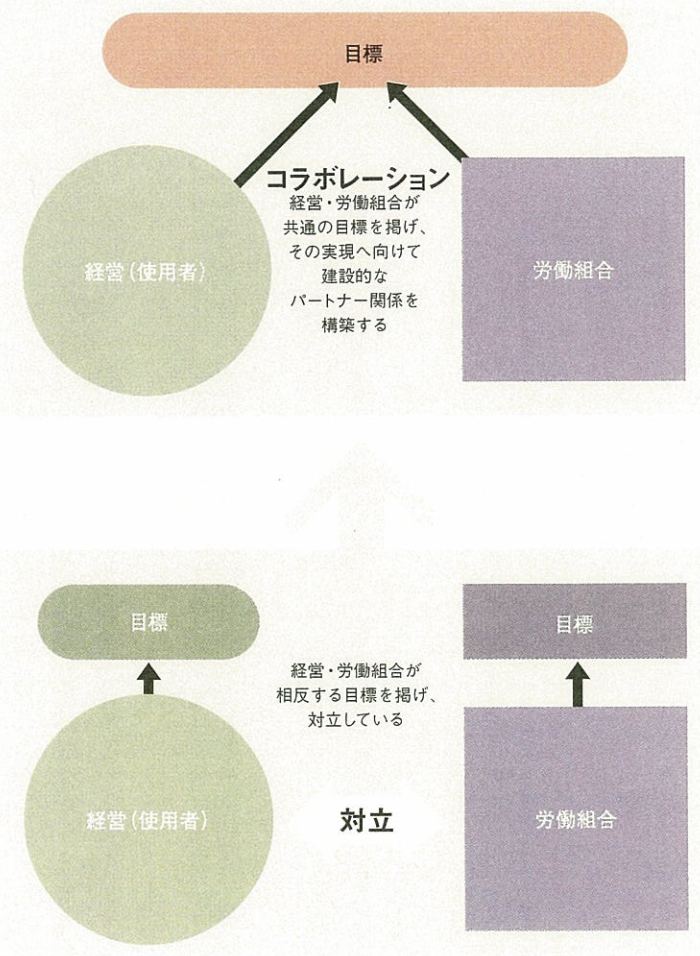 目標
コラボレーション
経営・労働組合が
共通の目標を掲げ、
その実現へ向けて
建設的な
パートナー関係を
構築する
経営（使用者）
労働組合
目標
目標
経営・労働組合が
相反する目標を掲げ、
対立している
経営（使用者）
対立
労働組合